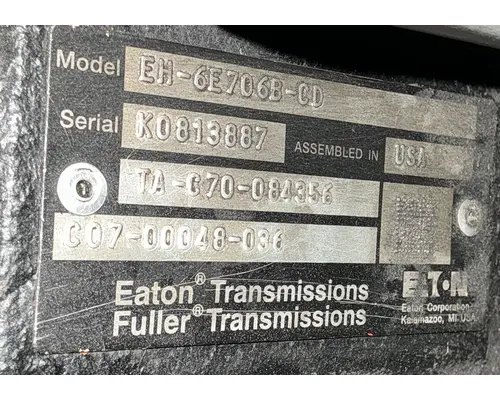 Model EH-6E706B-CD
Serial K0813887 ASSEMBLED IN USA
TA-C70-084356
C07-00048-036
Eaton® Transmissions
Fuller® Transmissions
EATON
Eaton Corporation
Kalamazoo, MI. USA